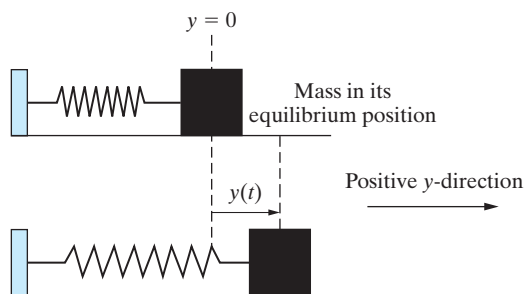 y = 0
Mass in its
equilibrium position
y(t)
Positive y-direction